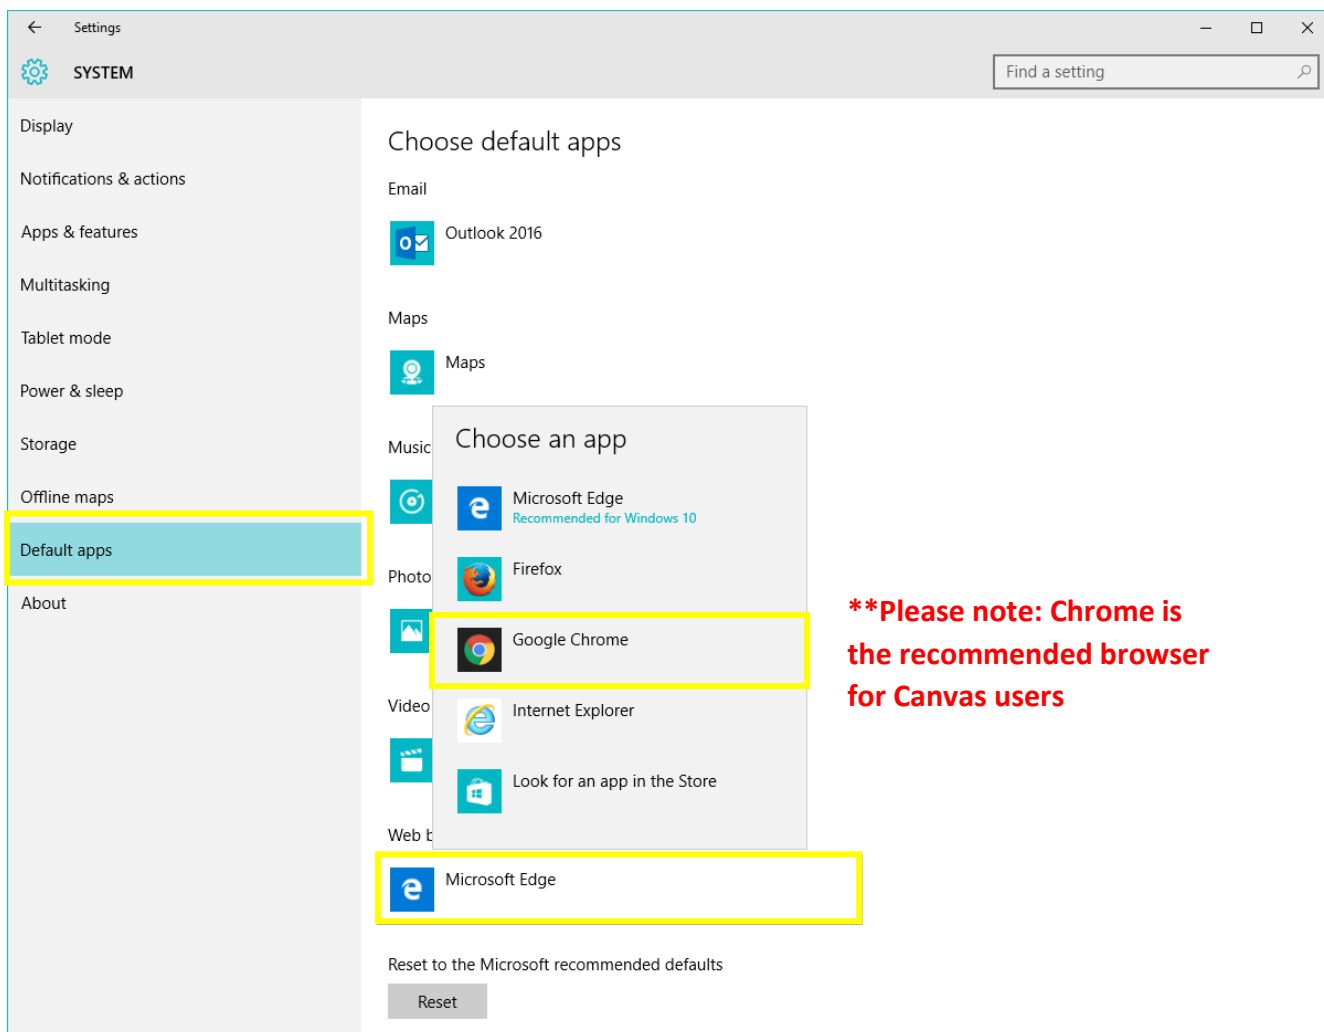 Settings
SYSTEM
Find a setting
Display
Notifications & actions
Apps & features
Multitasking
Tablet mode
Power & sleep
Storage
Offline maps
Default apps
About
Choose default apps
Email
Outlook 2016
Maps
Maps
Music
Photo
Video
Web b
Choose an app
Microsoft Edge
Recommended for Windows 10
Firefox
Google Chrome
Internet Explorer
Look for an app in the Store
Microsoft Edge
Reset to the Microsoft recommended defaults
Reset
**Please note: Chrome is
the recommended browser
for Canvas users